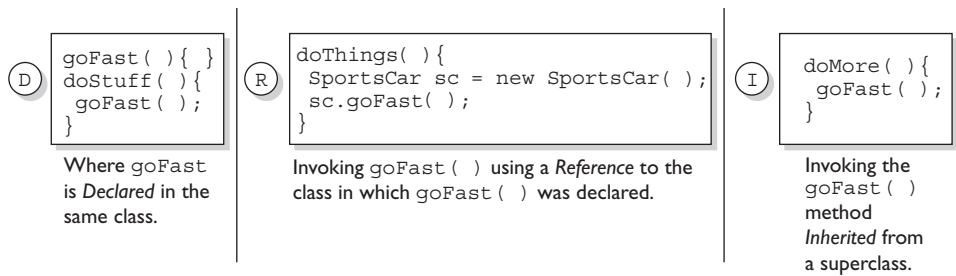 D
goFast( ){ }
doStuff( ){
goFast( );
}
Where goFast
is Declared in the
same class.
R
doThings( ){
SportsCar sc = new SportsCar( );
sc.goFast( );
}
Invoking goFast( ) using a Reference to the
class in which goFast( ) was declared.
I
doMore( ){
goFast( );
}
Invoking the
goFast( )
method
Inherited from
a superclass.